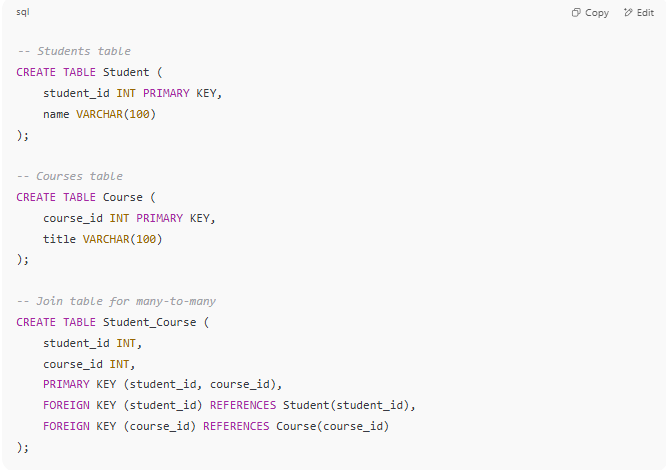 sql
Copy
Edit
-- Students table
CREATE TABLE Student (
    student_id INT PRIMARY KEY,
    name VARCHAR(100)
);
-- Courses table
CREATE TABLE Course (
    course_id INT PRIMARY KEY,
    title VARCHAR(100)
);
-- Join table for many-to-many
CREATE TABLE Student_Course (
    student_id INT,
    course_id INT,
    PRIMARY KEY (student_id, course_id),
    FOREIGN KEY (student_id) REFERENCES Student(student_id),
    FOREIGN KEY (course_id) REFERENCES Course(course_id)
);